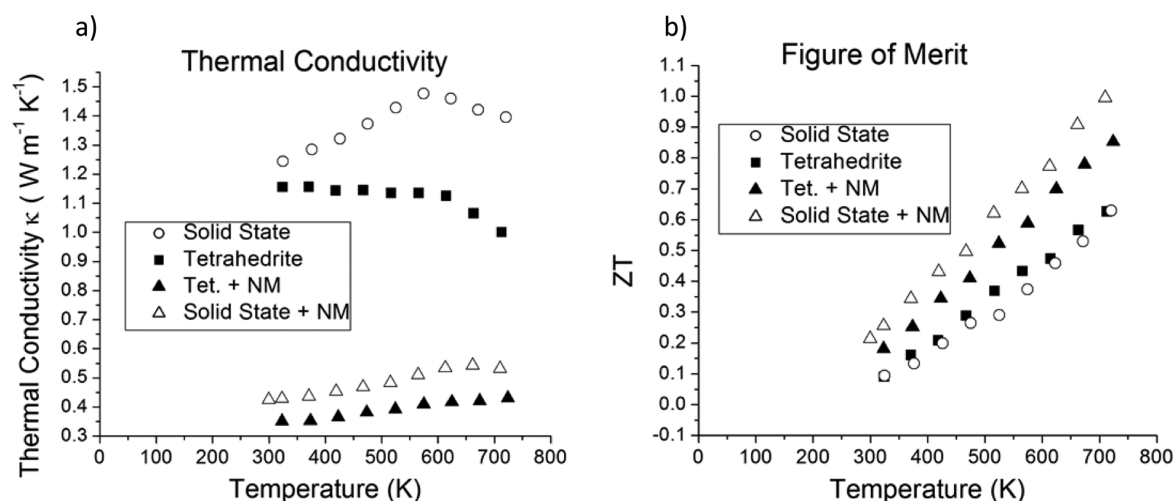 a)
Thermal Conductivity
Thermal Conductivity κ ( W m⁻¹ K⁻¹)
1.5
1.4
1.3
1.2
1.1
1.0
0.9
0.8
0.7
0.6
0.5
0.4
0.3
Solid State
Tetrahedrite
Tet. + NM
Solid State + NM
0 100 200 300 400 500 600 700 800
Temperature (K)
b)
Figure of Merit
ZT
1.1
1.0
0.9
0.8
0.7
0.6
0.5
0.4
0.3
0.2
0.1
0.0
-0.1
Solid State
Tetrahedrite
Tet. + NM
Solid State + NM
0 100 200 300 400 500 600 700 800
Temperature (K)